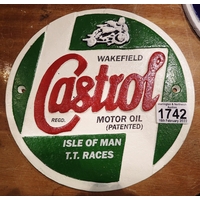 WAKEFIELD
Castrol
REGD.
MOTOR OIL
(PATENTED)
1742
ISLE OF MAN
T.T. RACES